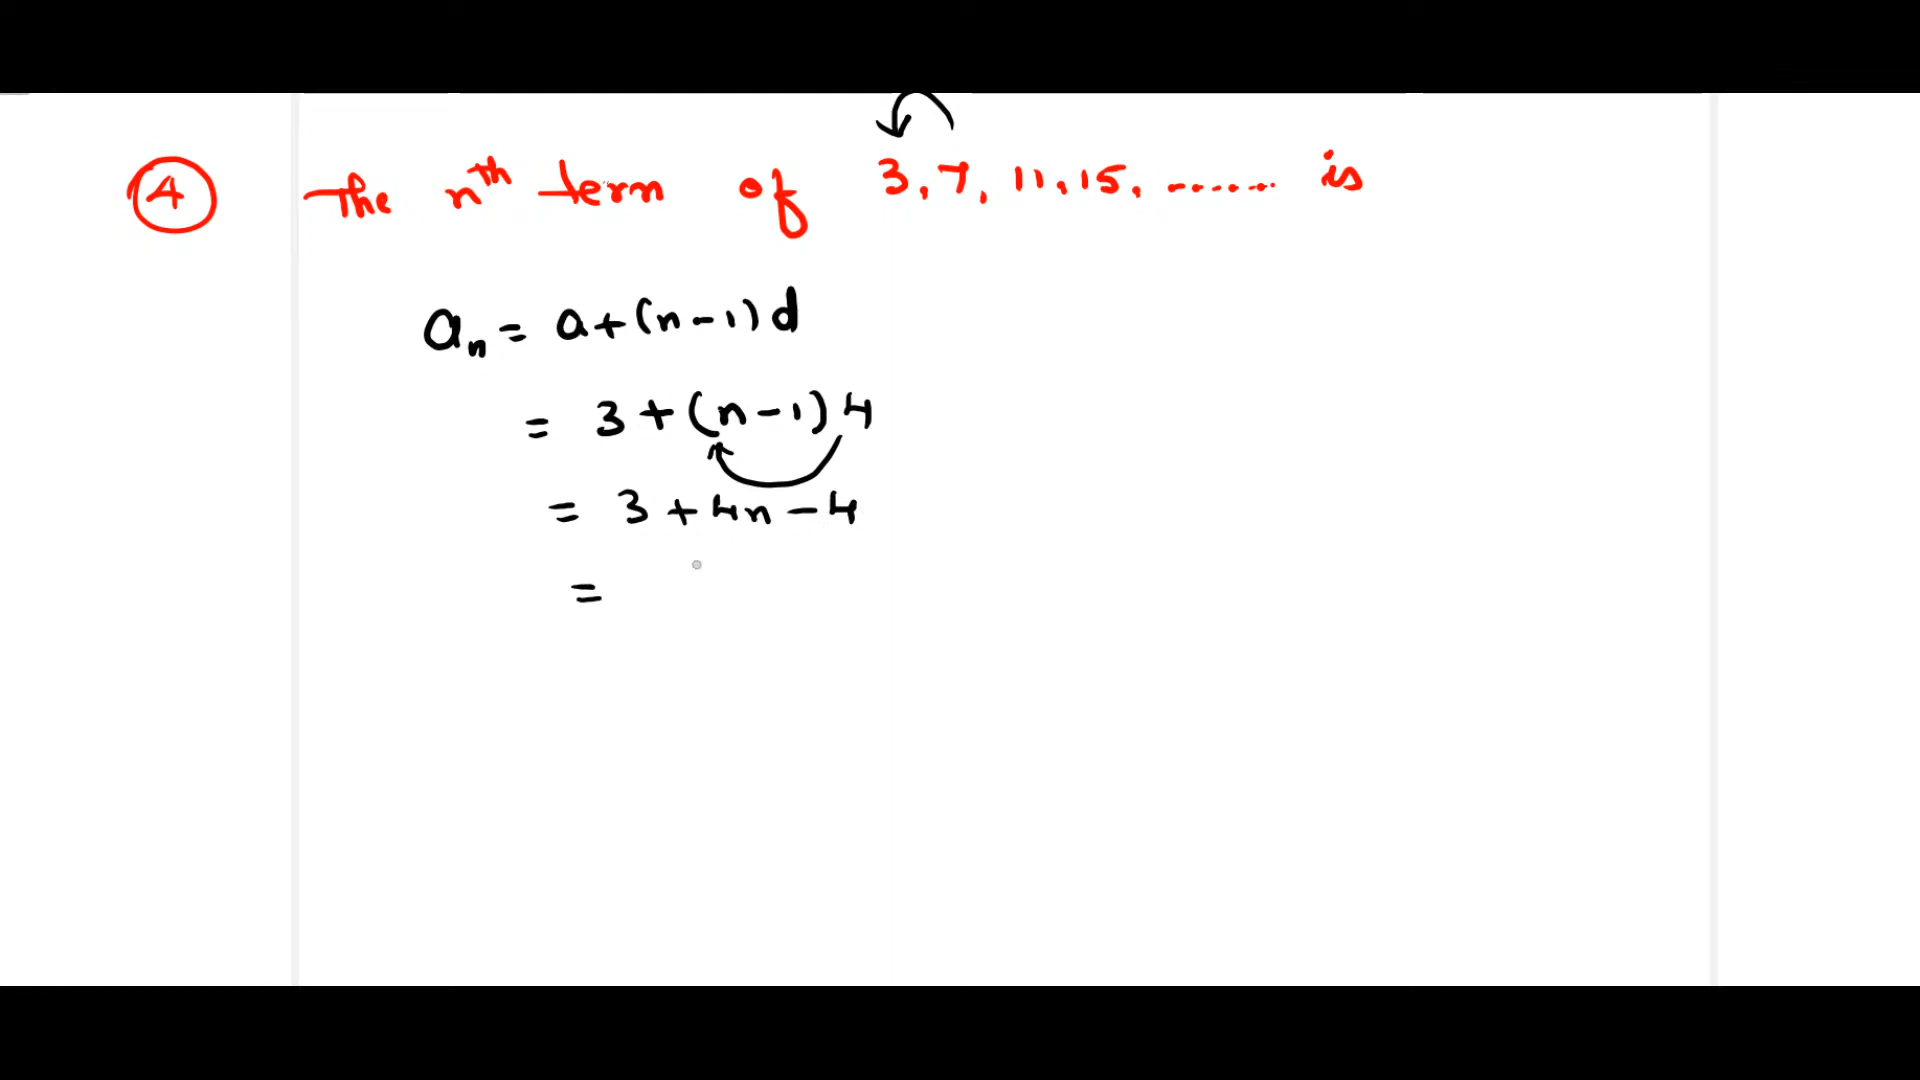 4 The nth term of 3, 7, 11, 15, ....... is
an = a+(n-1)d
= 3+(n-1)4
= 3+4n-4
=